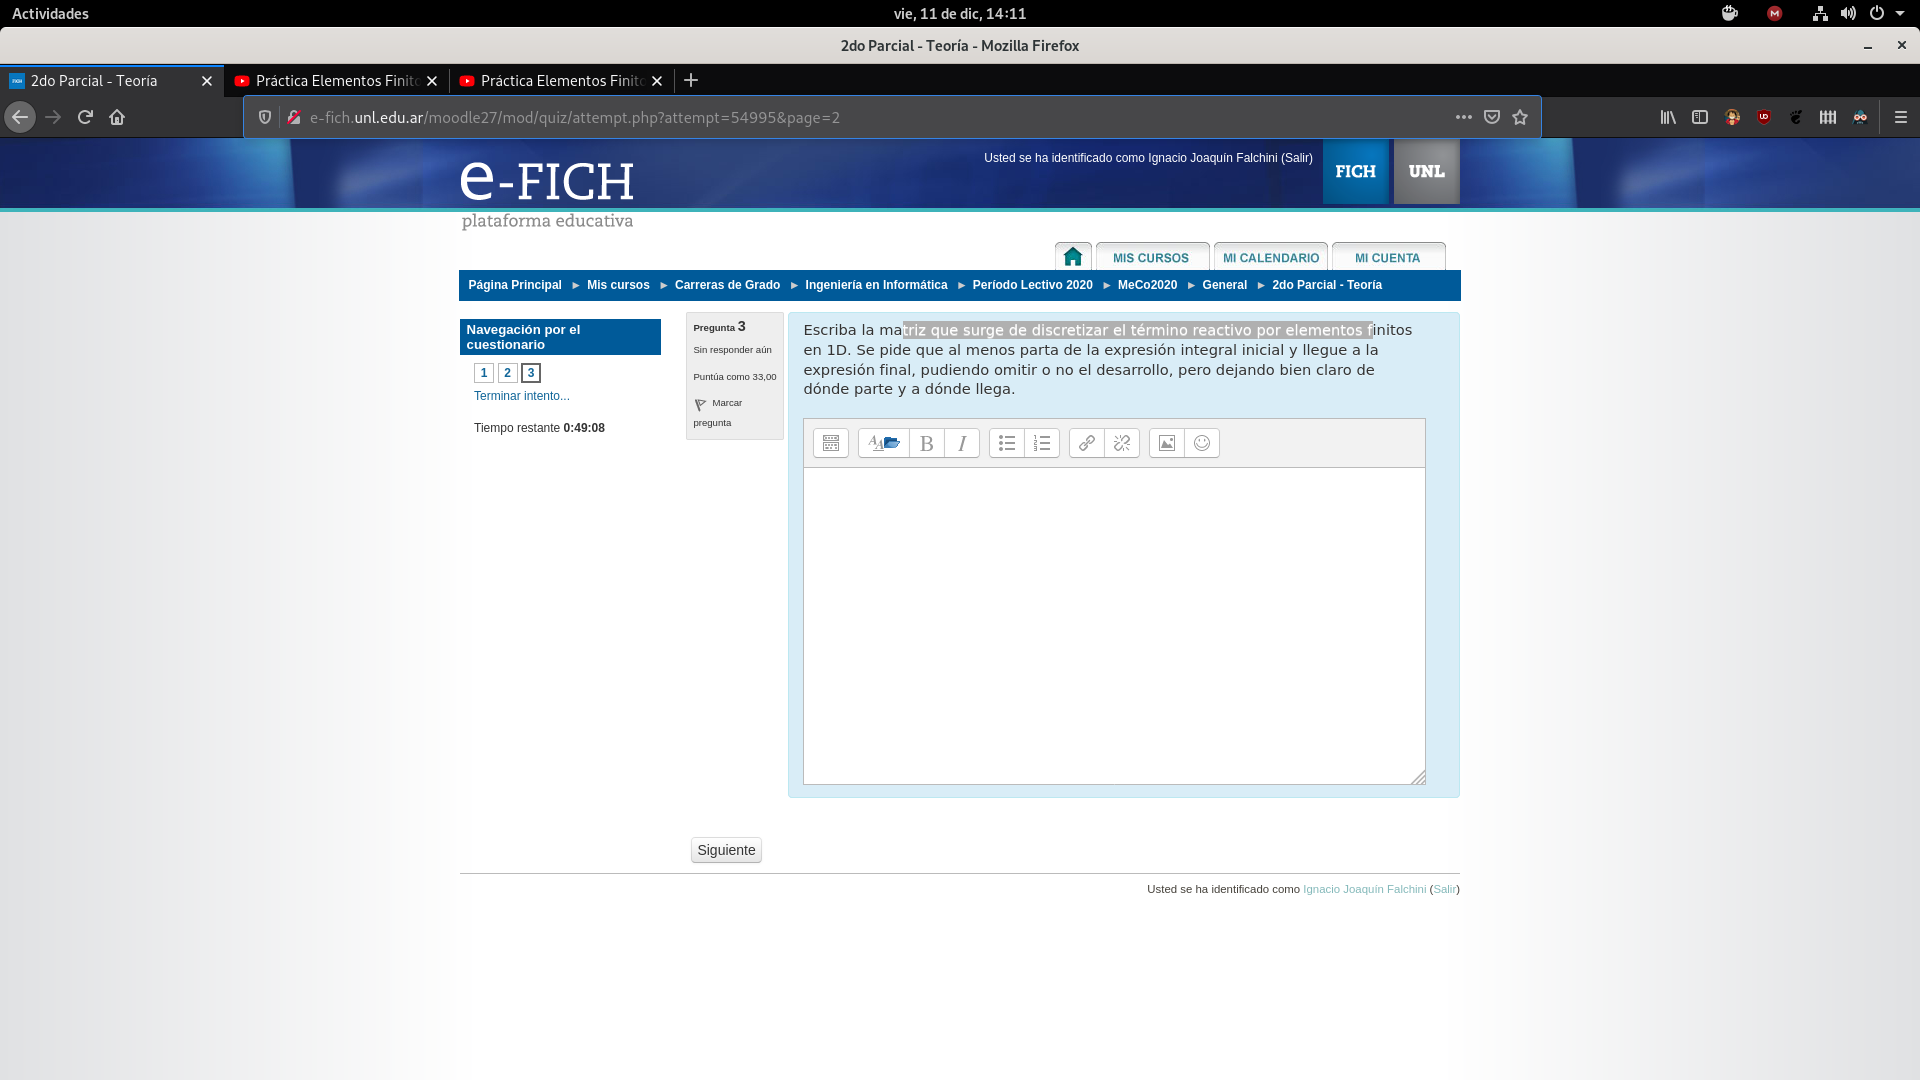 Actividades
vie, 11 de dic, 14:11
2do Parcial - Teoría - Mozilla Firefox
2do Parcial - Teoría
Práctica Elementos Finit
Práctica Elementos Finit
e-fich.unl.edu.ar/moodle27/mod/quiz/attempt.php?attempt=54995&page=2
e-FICH
plataforma educativa
Usted se ha identificado como Ignacio Joaquín Falchini (Salir)
FICH
UNL
MIS CURSOS
MI CALENDARIO
MI CUENTA
Página Principal ► Mis cursos ► Carreras de Grado ► Ingeniería en Informática ► Período Lectivo 2020 ► MeCo2020 ► General ► 2do Parcial - Teoría
Navegación por el
cuestionario
1 2 3
Terminar intento...
Tiempo restante 0:49:08
Pregunta 3
Sin responder aún
Puntúa como 33,00
Marcar
pregunta
Escriba la matriz que surge de discretizar el término reactivo por elementos finitos
en 1D. Se pide que al menos parta de la expresión integral inicial y llegue a la
expresión final, pudiendo omitir o no el desarrollo, pero dejando bien claro de
dónde parte y a dónde llega.
B I
Siguiente
Usted se ha identificado como Ignacio Joaquín Falchini (Salir)